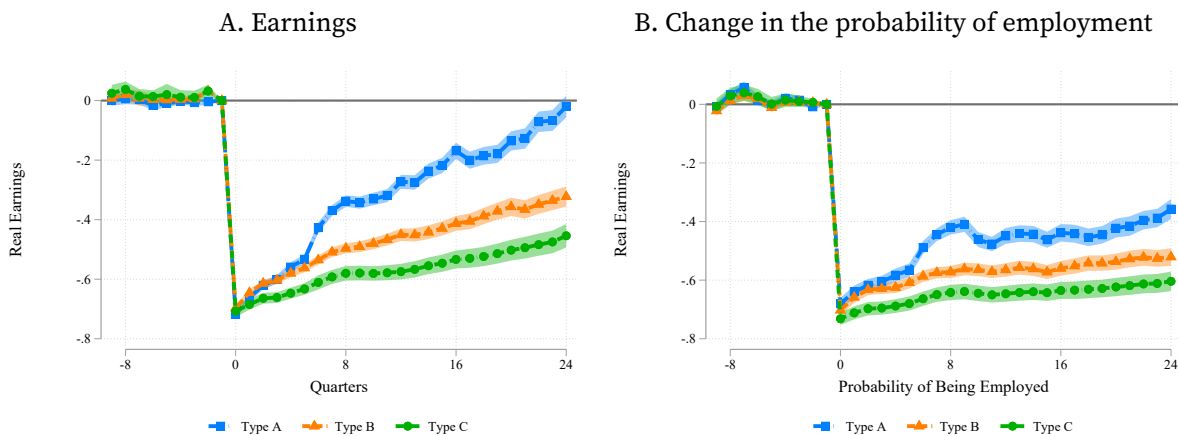 A. Earnings
B. Change in the probability of employment
Real Earnings
0
-.2
-.4
-.6
-.8
-8
0
8
16
24
Quarters
Type A
Type B
Type C
Real Earnings
0
-.2
-.4
-.6
-.8
-8
0
8
16
24
Probability of Being Employed
Type A
Type B
Type C